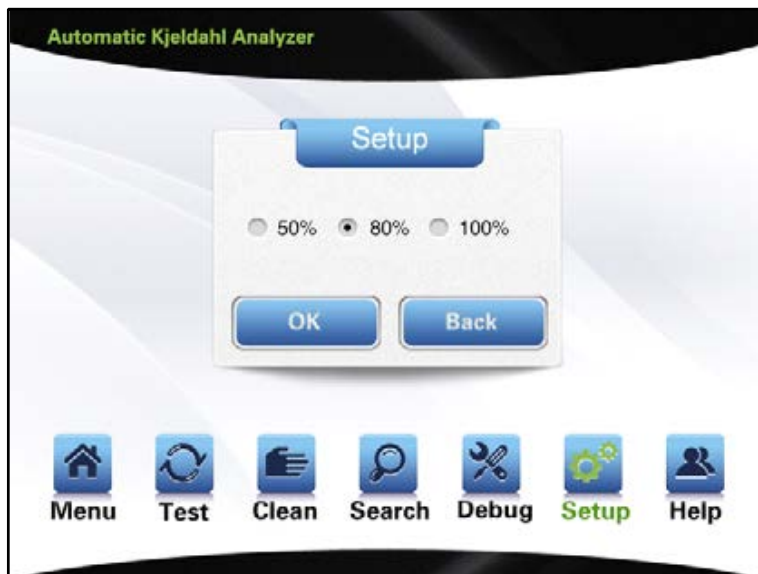 Automatic Kjeldahl Analyzer
Setup
50% 80% 100%
OK Back
Menu Test Clean Search Debug Setup Help